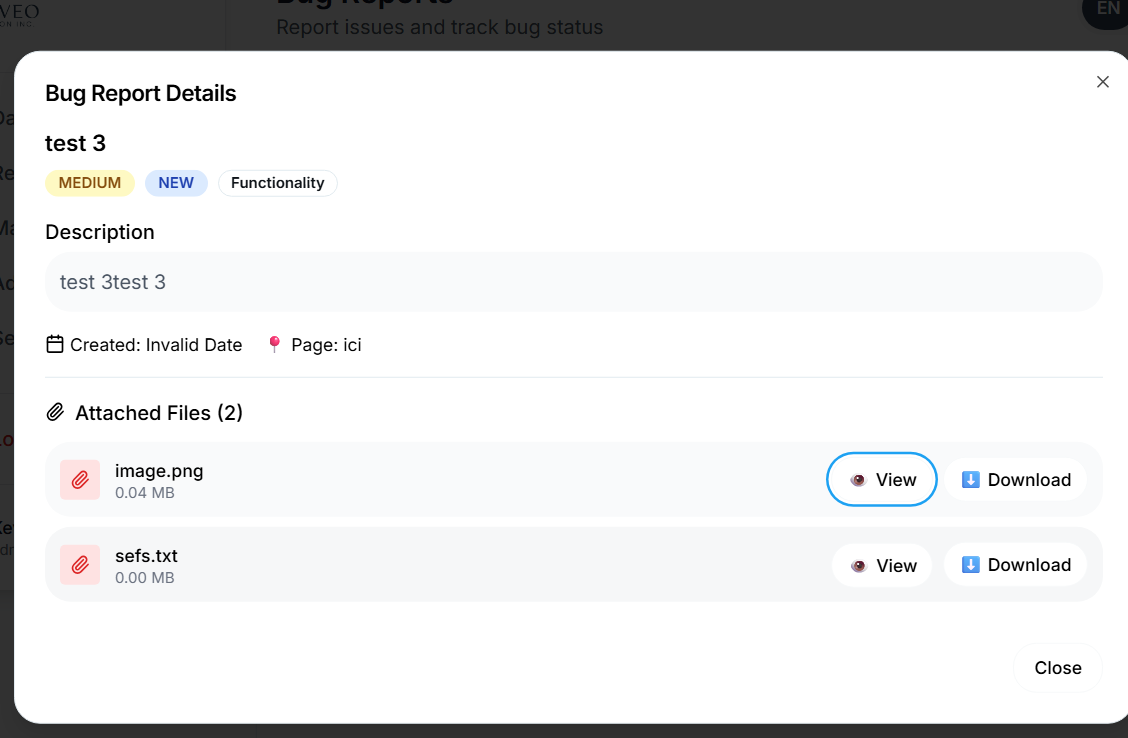 VEO
Bug Reports
Report issues and track bug status
EN
Bug Report Details
test 3
MEDIUM NEW Functionality
Description
test 3test 3
Created: Invalid Date Page: ici
Attached Files (2)
image.png
0.04 MB
View Download
sefs.txt
0.00 MB
View Download
Close